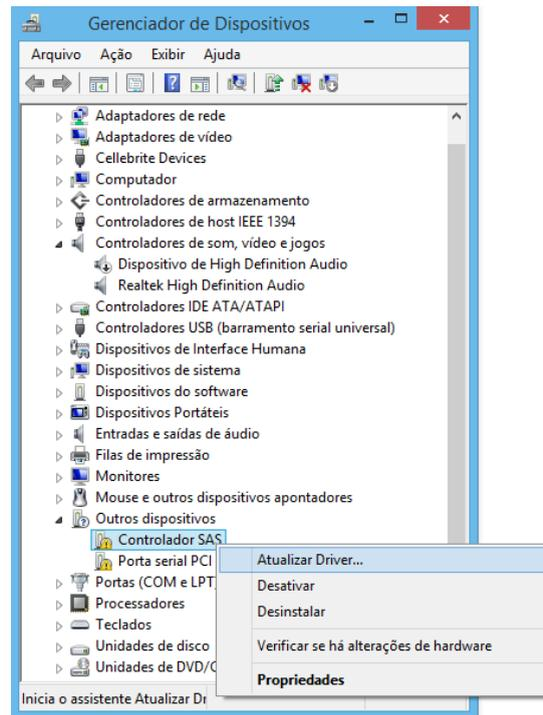 Gerenciador de Dispositivos
Arquivo Ação Exibir Ajuda
Adaptadores de rede
Adaptadores de vídeo
Cellebrite Devices
Computador
Controladores de armazenamento
Controladores de host IEEE 1394
Controladores de som, vídeo e jogos
Dispositivo de High Definition Audio
Realtek High Definition Audio
Controladores IDE ATA/ATAPI
Controladores USB (barramento serial universal)
Dispositivos de Interface Humana
Dispositivos de sistema
Dispositivos do software
Dispositivos Portáteis
Entradas e saídas de áudio
Filas de impressão
Monitores
Mouse e outros dispositivos apontadores
Outros dispositivos
Controlador SAS
Porta serial PCI
Portas (COM e LPT
Processadores
Teclados
Unidades de disco
Unidades de DVD/C
Atualizar Driver...
Desativar
Desinstalar
Verificar se há alterações de hardware
Propriedades
Inicia o assistente Atualizar Dr